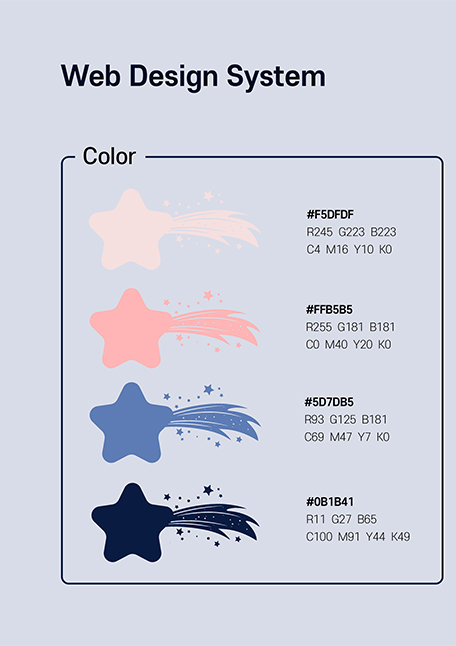 Web Design System
Color
#F5DFDF
R245 G223 B223
C4 M16 Y10 K0
#FFB5B5
R255 G181 B181
C0 M40 Y20 K0
#5D7DB5
R93 G125 B181
C69 M47 Y7 K0
#0B1B41
R11 G27 B65
C100 M91 Y44 K49